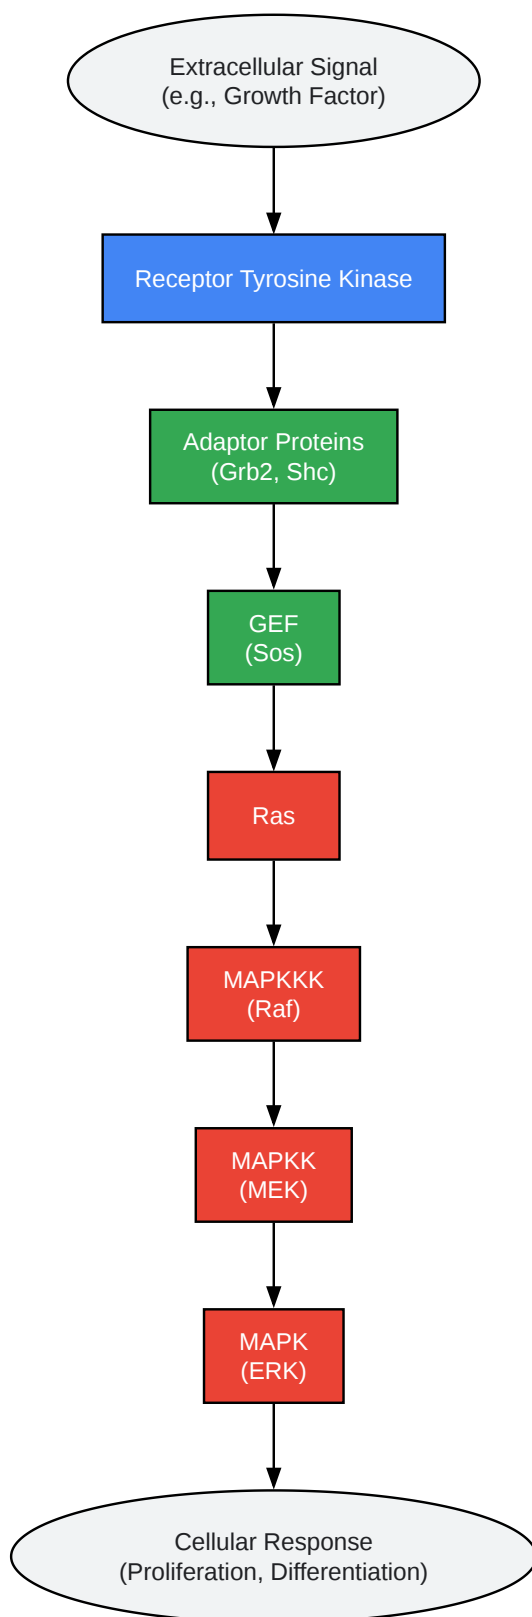 Extracellular Signal
(e.g., Growth Factor)
Receptor Tyrosine Kinase
Adaptor Proteins
(Grb2, Shc)
GEF
(Sos)
Ras
MAPKKK
(Raf)
MAPKK
(MEK)
MAPK
(ERK)
Cellular Response
(Proliferation, Differentiation)